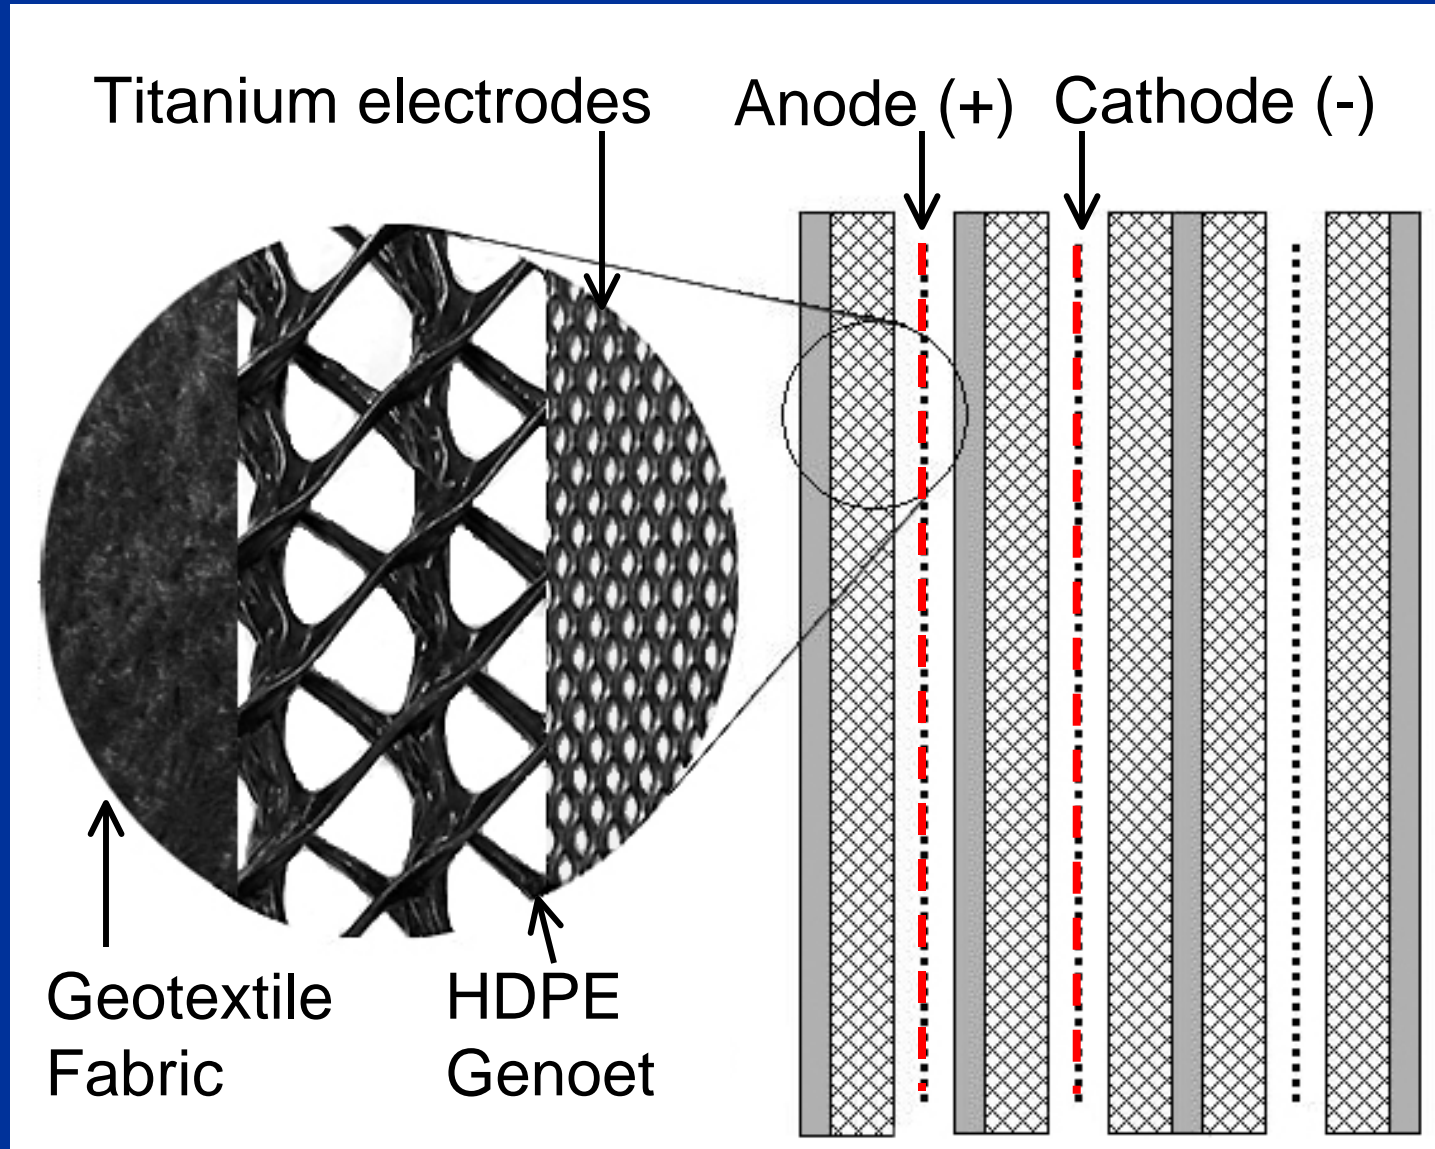 Titanium electrodes
Anode (+)
Cathode (-)
Geotextile
Fabric
HDPE
Genoet